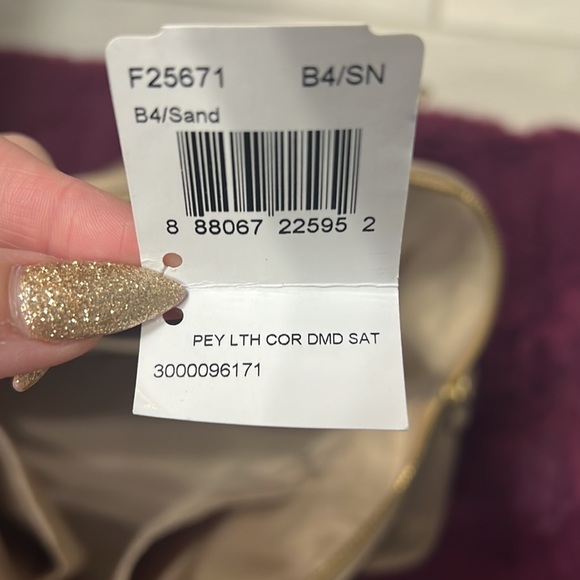 F25671 B4/SN
B4/Sand
8 88067 22595 2
PEY LTH COR DMD SAT
3000096171